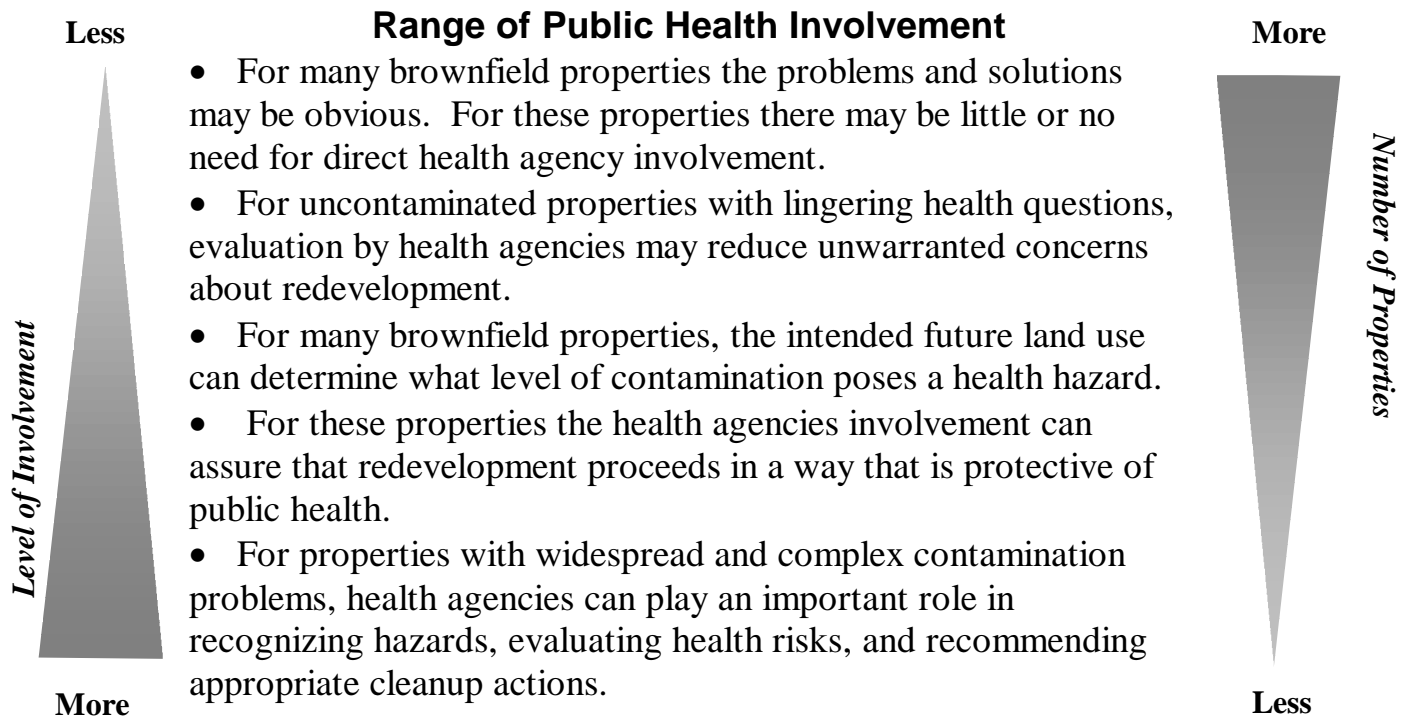 Range of Public Health Involvement
Less
More
• For many brownfield properties the problems and solutions
may be obvious. For these properties there may be little or no
need for direct health agency involvement.
• For uncontaminated properties with lingering health questions,
evaluation by health agencies may reduce unwarranted concerns
about redevelopment.
• For many brownfield properties, the intended future land use
can determine what level of contamination poses a health hazard.
• For these properties the health agencies involvement can
assure that redevelopment proceeds in a way that is protective of
public health.
• For properties with widespread and complex contamination
problems, health agencies can play an important role in
recognizing hazards, evaluating health risks, and recommending
appropriate cleanup actions.
Level of Involvement
Number of Properties
More
Less